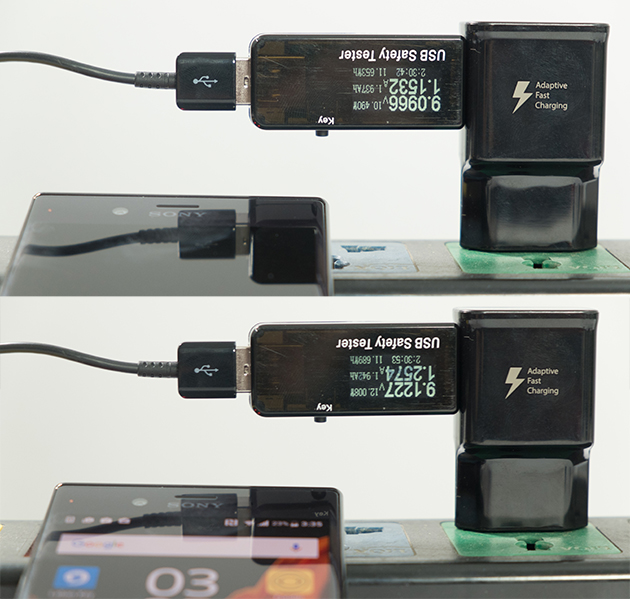 USB Safety Tester
2:30:42 11.653Wh
1.1532A 1.937Ah
9.0966V 10.490W
Key
Adaptive
Fast
Charging
SONY
USB Safety Tester
2:30:53 11.689Wh
1.2574A 1.942Ah
9.1227V 12.008W
Key
Adaptive
Fast
Charging
SONY
3:35
Google
03